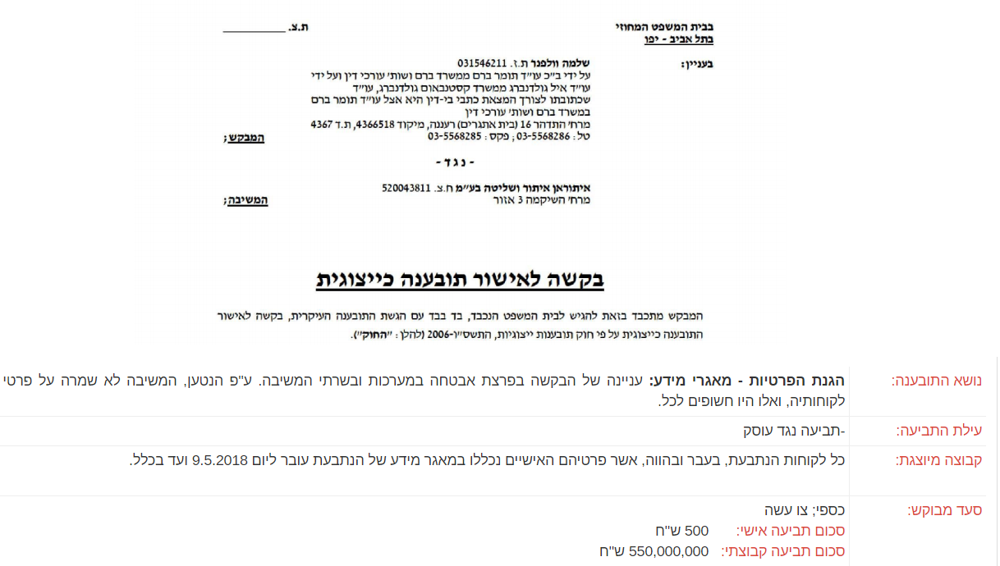 בבית המשפט המחוזי ת.צ. __________
בתל אביב - יפו
בעניין: שלמה וולפנר ת.ז. 031546211
על ידי ב״כ עו״ד תומר ברם ממשרד ברם ושות׳ עורכי דין ועל ידי
עו״ד איל גולדנברג ממשרד קסטנבאום גולדנברג, עו״ד
שכתובתו לצורך המצאת כתבי בי-דין היא אצל עו״ד תומר ברם
במשרד ברם ושות׳ עורכי דין
מרח׳ התדהר 16 (בית אתגרים) רעננה, מיקוד 4366518, ת.ד 4367
טל: 03-5568286 ; פקס: 03-5568285 המבקש;
- נ ג ד -
איתוראן איתור ושליטה בע״מ ח.צ. 520043811
מרח׳ השיקמה 3 אזור המשיבה;
בקשה לאישור תובענה כייצוגית
המבקש מתכבד בזאת להגיש לבית המשפט הנכבד, בד בבד עם הגשת התובענה העיקרית, בקשה לאישור
התובענה כייצוגית על פי חוק תובענות ייצוגיות, התשס״ו-2006 (להלן: ״החוק״).
נושא התובענה: הגנת הפרטיות - מאגרי מידע: עניינה של הבקשה בפרצת אבטחה במערכות ובשרתי המשיבה. ע"פ הנטען, המשיבה לא שמרה על פרטי
לקוחותיה, ואלו היו חשופים לכל.
עילת התביעה: -תביעה נגד עוסק
קבוצה מיוצגת: כל לקוחות הנתבעת, בעבר ובהווה, אשר פרטיהם האישיים נכללו במאגר מידע של הנתבעת עובר ליום 9.5.2018 ועד בכלל.
סעד מבוקש: כספי; צו עשה
סכום תביעה אישי: 500 ש"ח
סכום תביעה קבוצתי: 550,000,000 ש"ח